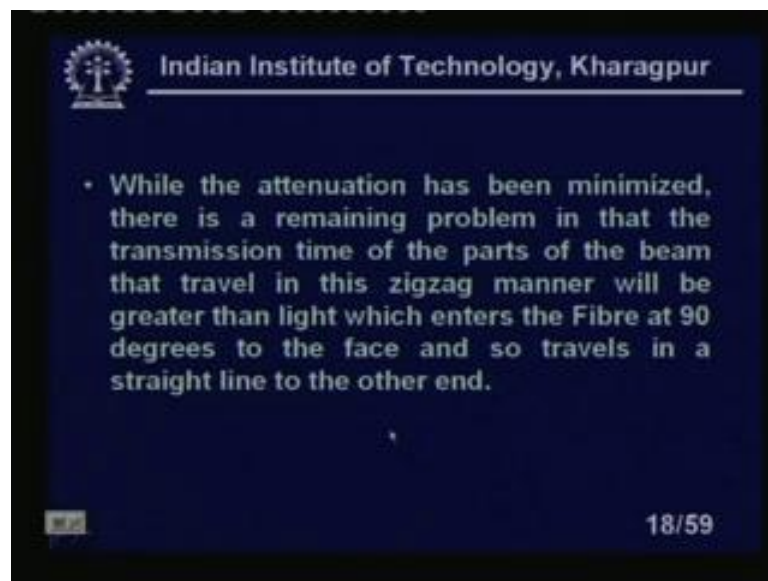 Indian Institute of Technology, Kharagpur
• While the attenuation has been minimized,
there is a remaining problem in that the
transmission time of the parts of the beam
that travel in this zigzag manner will be
greater than light which enters the Fibre at 90
degrees to the face and so travels in a
straight line to the other end.
18/59